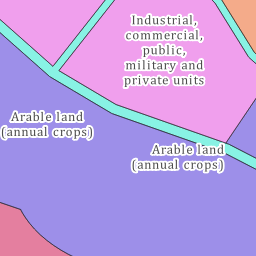 Industrial,
commercial,
public,
military and
private units
Arable land
(annual crops)
Arable land
(annual crops)